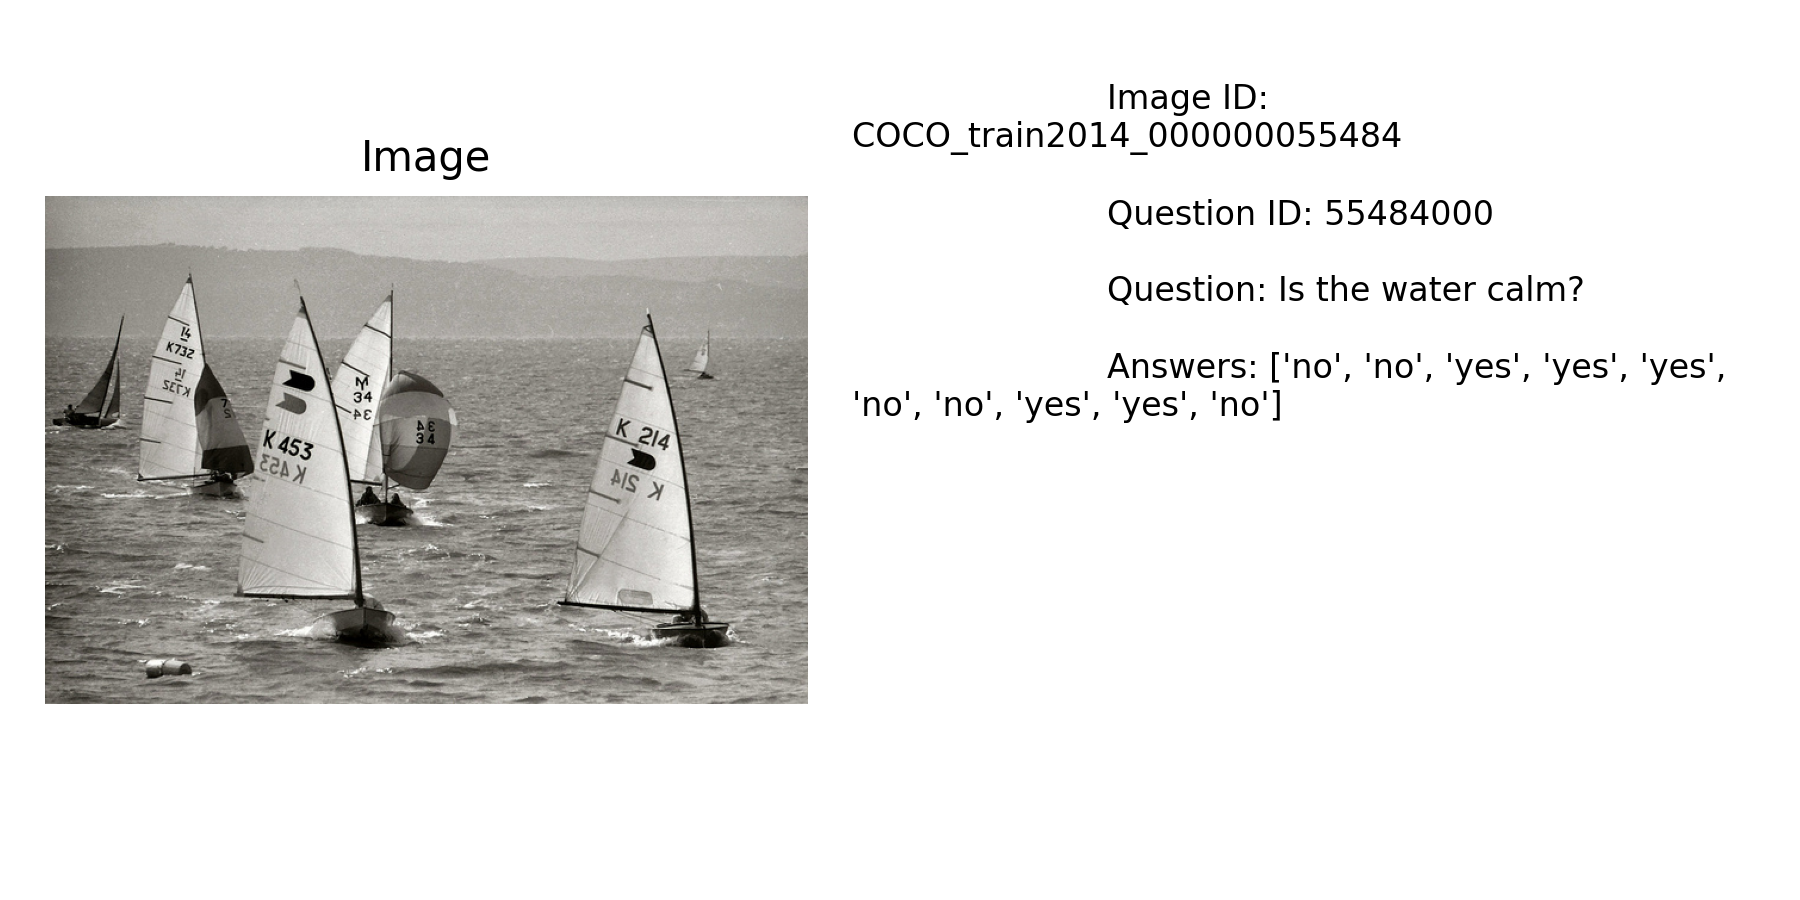 Image
14
K732
14
K732
7
2
M
34
34
34
34
K 453
K 453
K 214
K 214
Image ID:
COCO_train2014_000000055484
Question ID: 55484000
Question: Is the water calm?
Answers: ['no', 'no', 'yes', 'yes', 'yes',
'no', 'no', 'yes', 'yes', 'no']